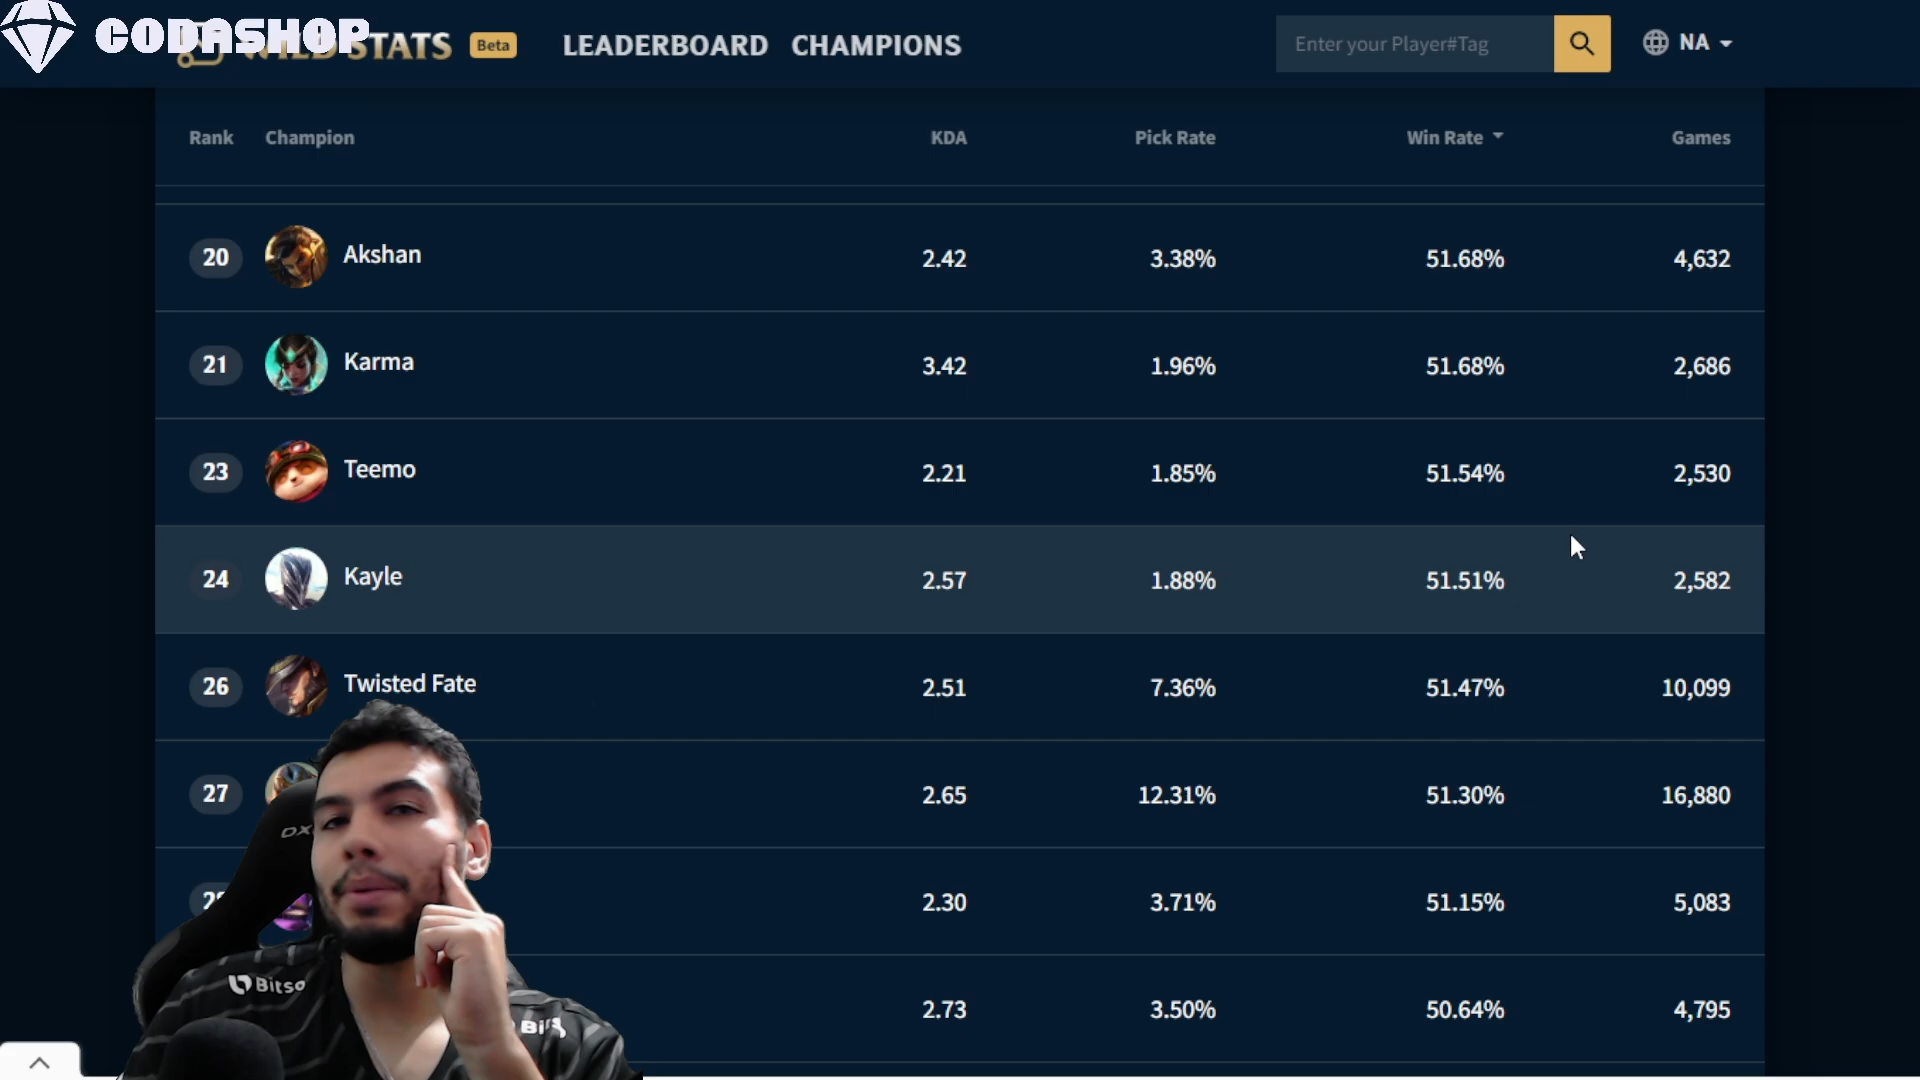 CODASHOP
WILD STATS
Beta
LEADERBOARD
CHAMPIONS
Enter your Player#Tag
NA
Rank Champion KDA Pick Rate Win Rate Games
20 Akshan 2.42 3.38% 51.68% 4,632
21 Karma 3.42 1.96% 51.68% 2,686
23 Teemo 2.21 1.85% 51.54% 2,530
24 Kayle 2.57 1.88% 51.51% 2,582
26 Twisted Fate 2.51 7.36% 51.47% 10,099
27 2.65 12.31% 51.30% 16,880
2.30 3.71% 51.15% 5,083
2.73 3.50% 50.64% 4,795
DX
Bitso